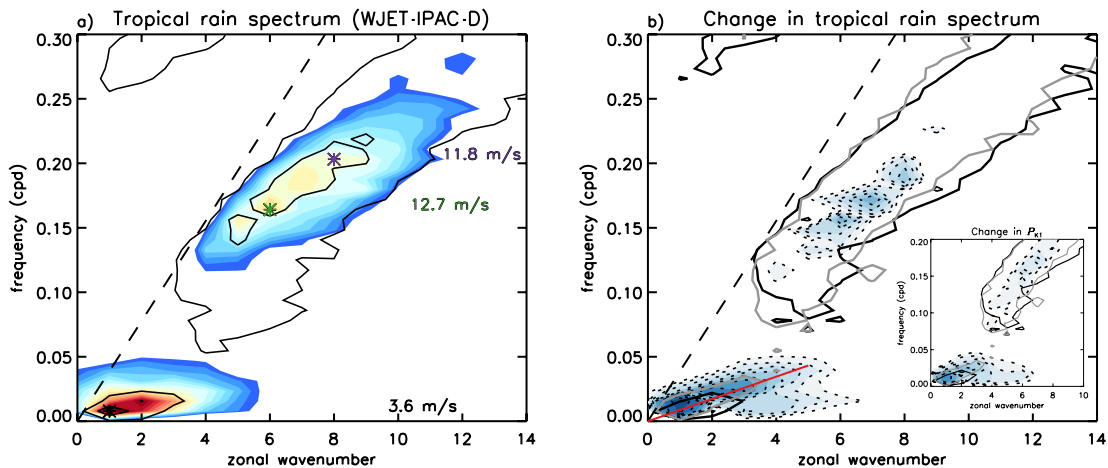 a) Tropical rain spectrum (WJET-IPAC-D)
0.30
0.25
0.20
0.15
0.10
0.05
0.00
frequency (cpd)
11.8 m/s
12.7 m/s
3.6 m/s
0 2 4 6 8 10 12 14
zonal wavenumber
b) Change in tropical rain spectrum
0.30
0.25
0.20
0.15
0.10
0.05
0.00
frequency (cpd)
Change in P_K1
0.20
0.15
0.10
0.05
0.00
frequency (cpd)
0 2 4 6 8 10
zonal wavenumber
0 2 4 6 8 10 12 14
zonal wavenumber